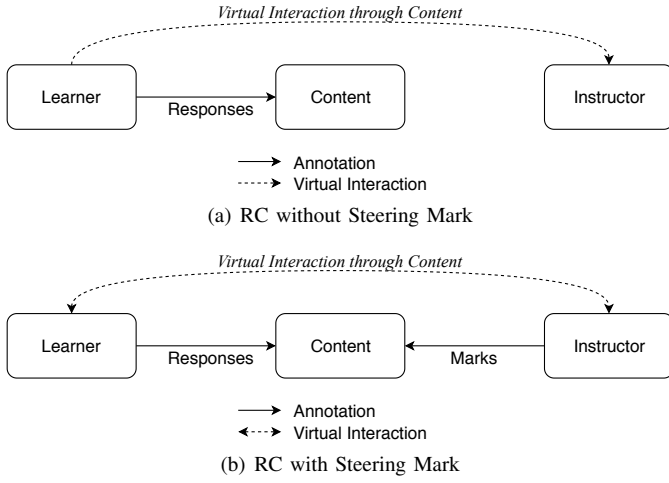 Virtual Interaction through Content
Learner
Responses
Content
Instructor
Annotation
Virtual Interaction
(a) RC without Steering Mark
Virtual Interaction through Content
Learner
Responses
Content
Marks
Instructor
Annotation
Virtual Interaction
(b) RC with Steering Mark